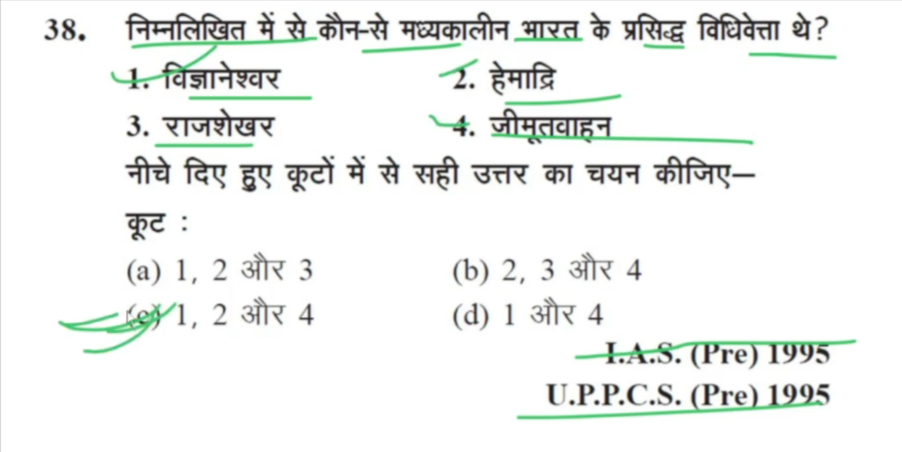 38. निम्नलिखित में से कौन-से मध्यकालीन भारत के प्रसिद्ध विधिवेत्ता थे?
1. विज्ञानेश्वर 2. हेमाद्रि
3. राजशेखर 4. जीमूतवाहन
नीचे दिए हुए कूटों में से सही उत्तर का चयन कीजिए—
कूट :
(a) 1, 2 और 3 (b) 2, 3 और 4
(c) 1, 2 और 4 (d) 1 और 4
I.A.S. (Pre) 1995
U.P.P.C.S. (Pre) 1995